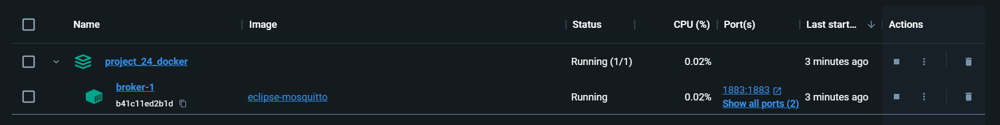 Name Image Status CPU (%) Port(s) Last start... Actions
project_24_docker Running (1/1) 0.02% 3 minutes ago
broker-1
b41c11ed2b1d
eclipse-mosquitto Running 0.02%
1883:1883
Show all ports (2)
3 minutes ago